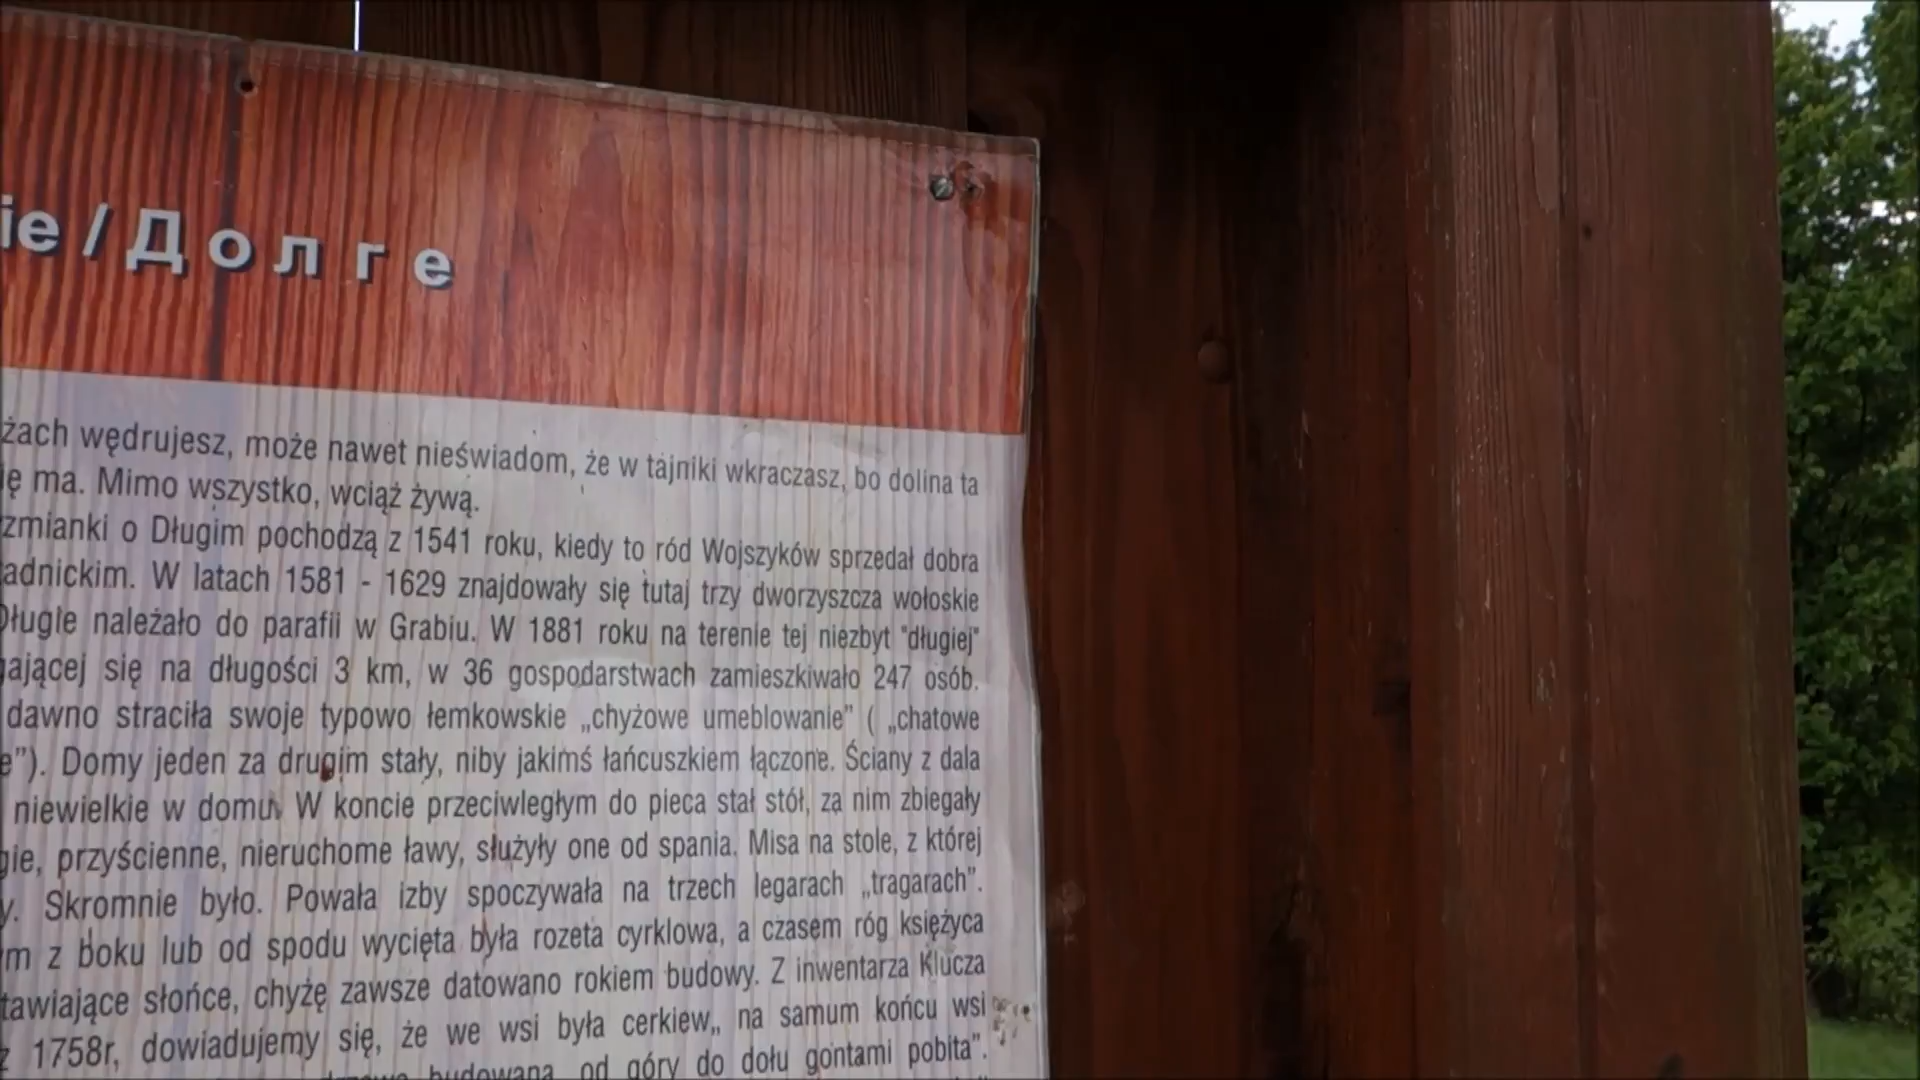 ie / Долге
żach wędrujesz, może nawet nieświadom, że w tajniki wkraczasz, bo dolina ta
ię ma. Mimo wszystko, wciąż żywą.
zmianki o Długim pochodzą z 1541 roku, kiedy to ród Wojszyków sprzedał dobra
adnickim. W latach 1581 - 1629 znajdowały się tutaj trzy dworzyszcza wołoskie
Długie należało do parafii w Grabiu. W 1881 roku na terenie tej niezbyt "długiej"
gającej się na długości 3 km, w 36 gospodarstwach zamieszkiwało 247 osób.
dawno straciła swoje typowo łemkowskie „chyżowe umeblowanie” ( „chatowe
e”). Domy jeden za drugim stały, niby jakimś łańcuszkiem łączone. Ściany z dala
niewielkie w domu. W koncie przeciwległym do pieca stał stół, za nim zbiegały
gie, przyścienne, nieruchome ławy, służyły one od spania. Misa na stole, z której
y. Skromnie było. Powała izby spoczywała na trzech legarach „tragarach”.
m z boku lub od spodu wycięta była rozeta cyrklowa, a czasem róg księżyca
tawiające słońce, chyżę zawsze datowano rokiem budowy. Z inwentarza Klucza
z 1758r, dowiadujemy się, że we wsi była cerkiew„ na samum końcu wsi
budowana, od góry do dołu gontami pobita”.